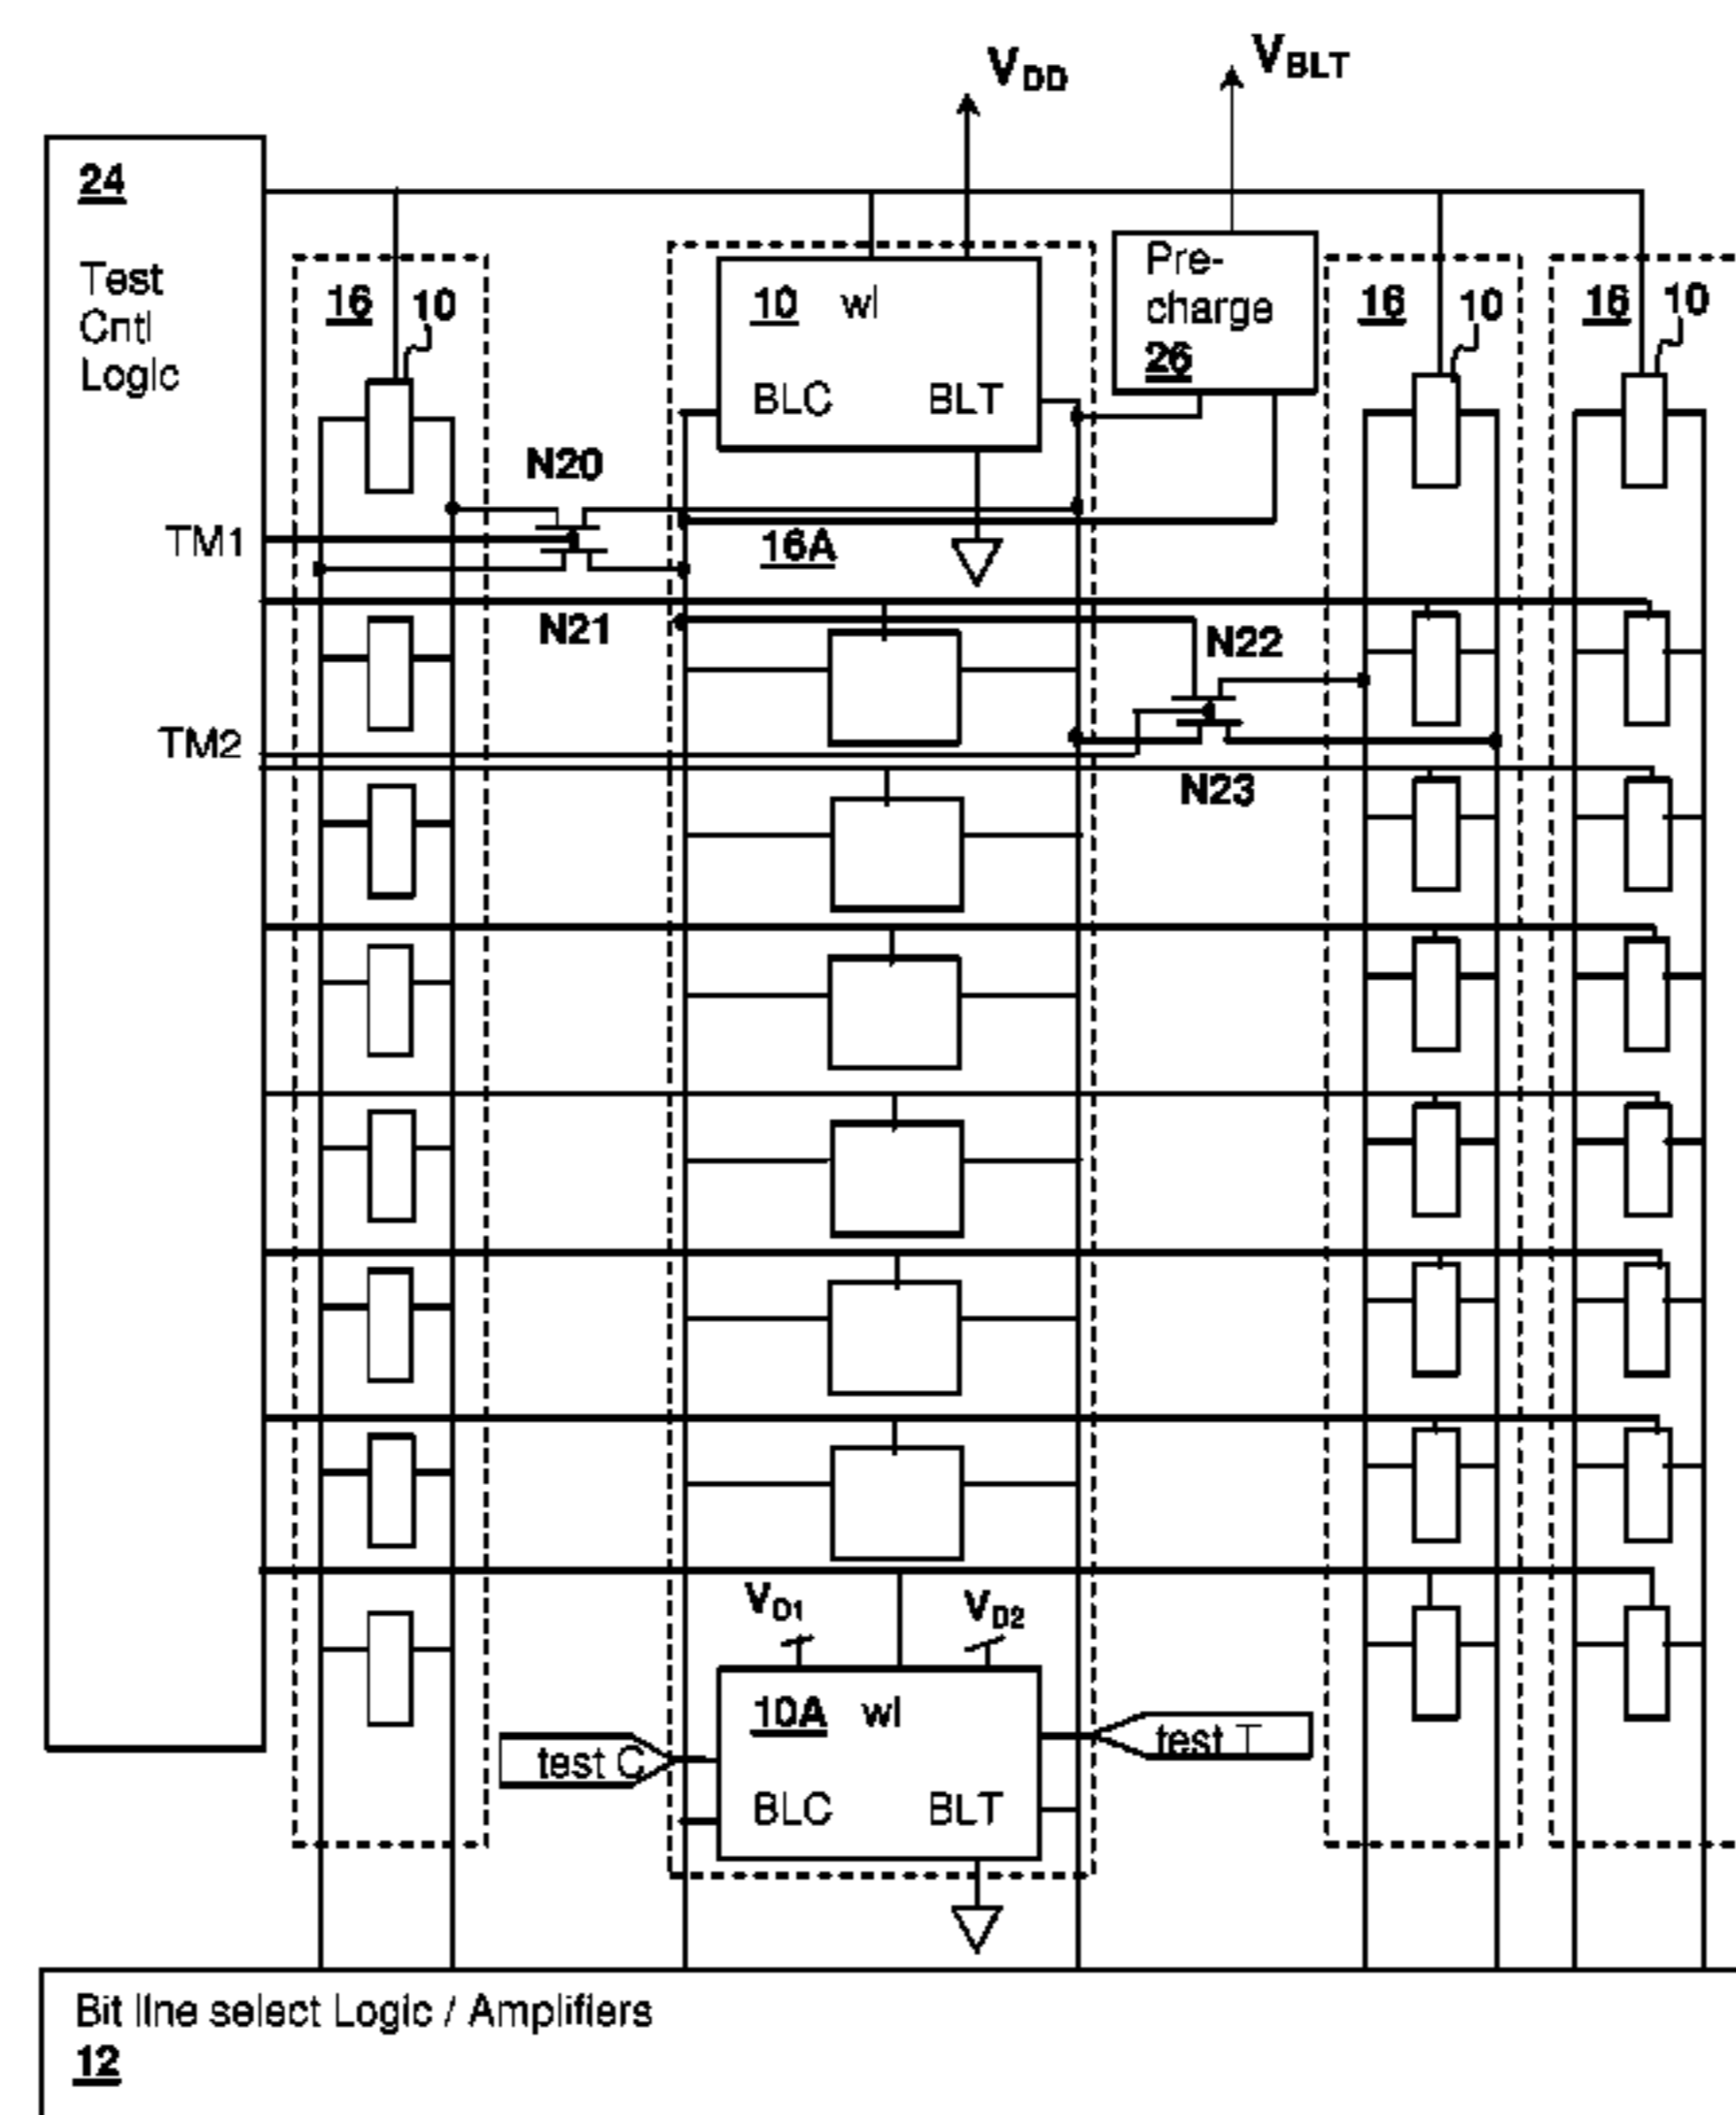 VDD
VBLT
24
Test
Cntl
Logic
16
10
10 wl
BLC BLT
Pre-
charge
26
16
10
16
10
N20
TM1
16A
N21
N22
TM2
N23
VD1
VD2
10A wl
test C
test T
BLC BLT
Bit line select Logic / Amplifiers
12